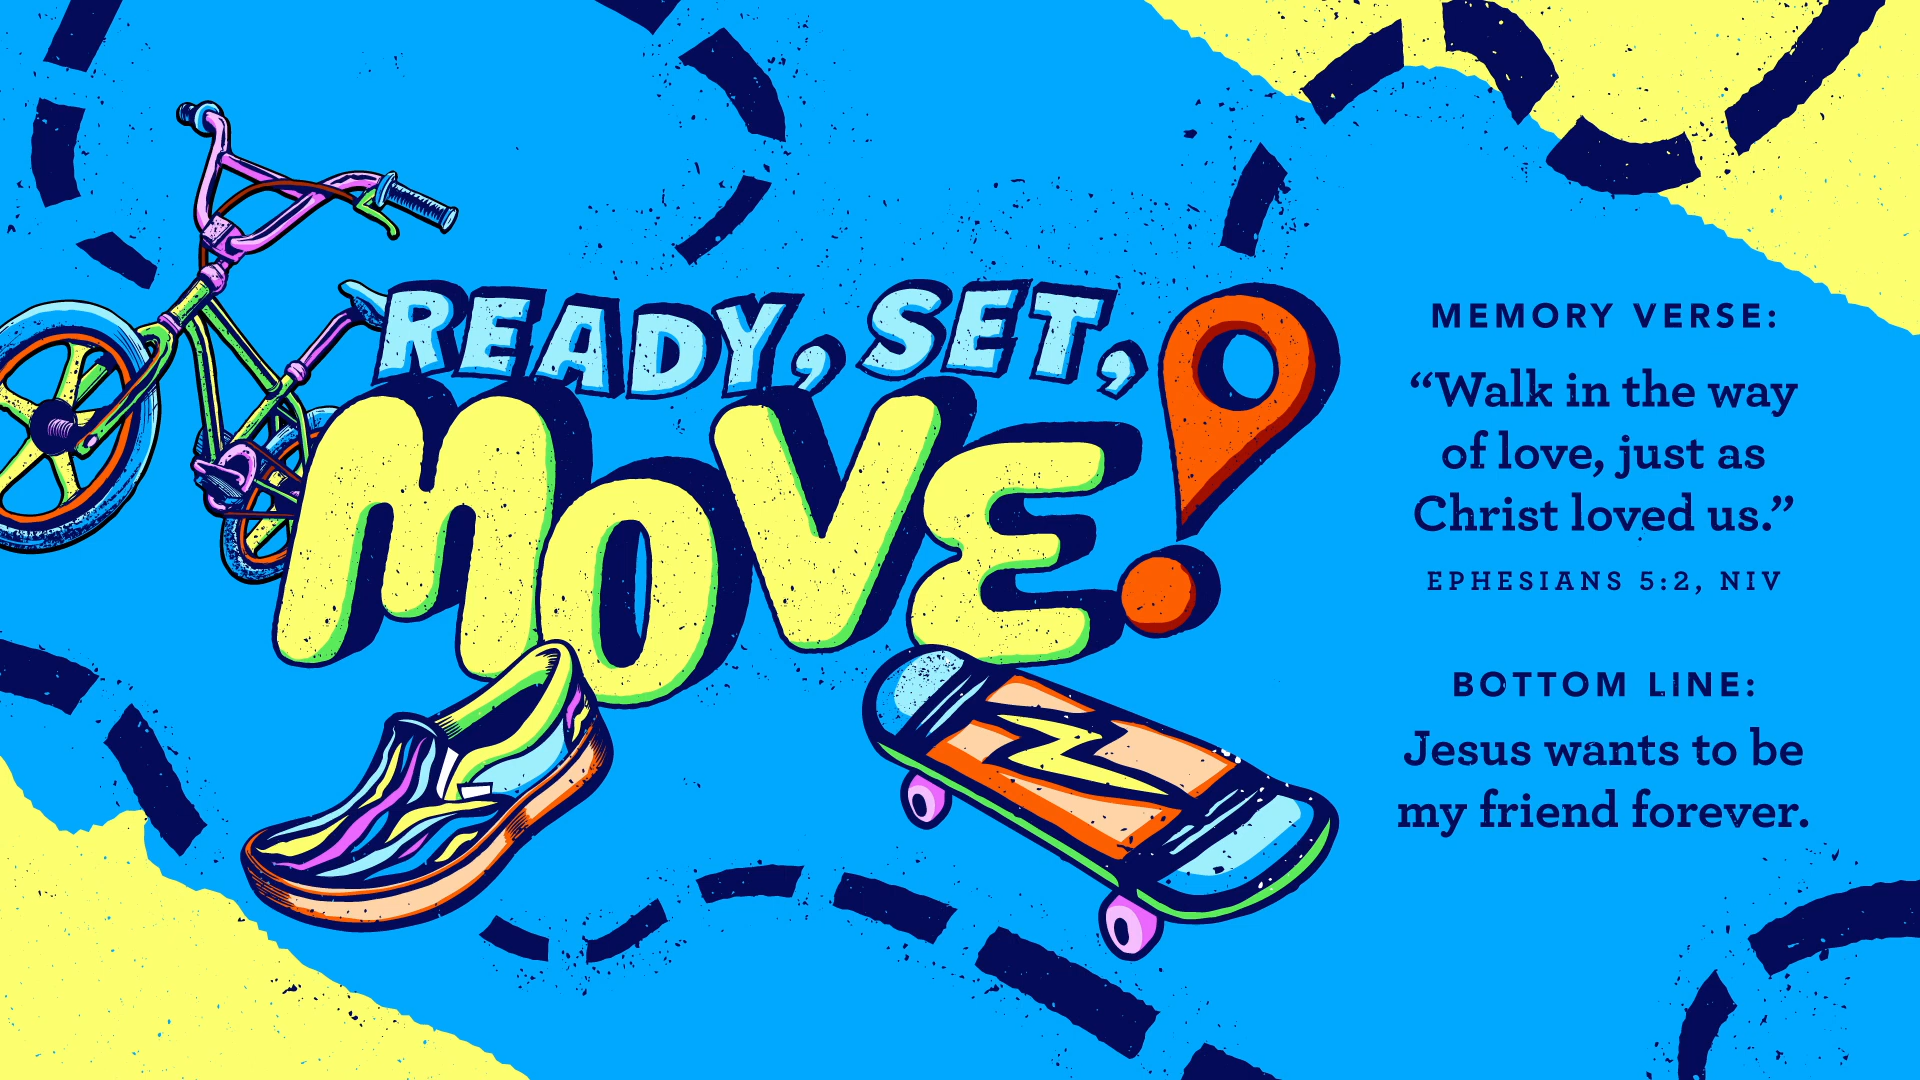 READY, SET,
MOVE!
MEMORY VERSE:
“Walk in the way
of love, just as
Christ loved us.”
EPHESIANS 5:2, NIV
BOTTOM LINE:
Jesus wants to be
my friend forever.